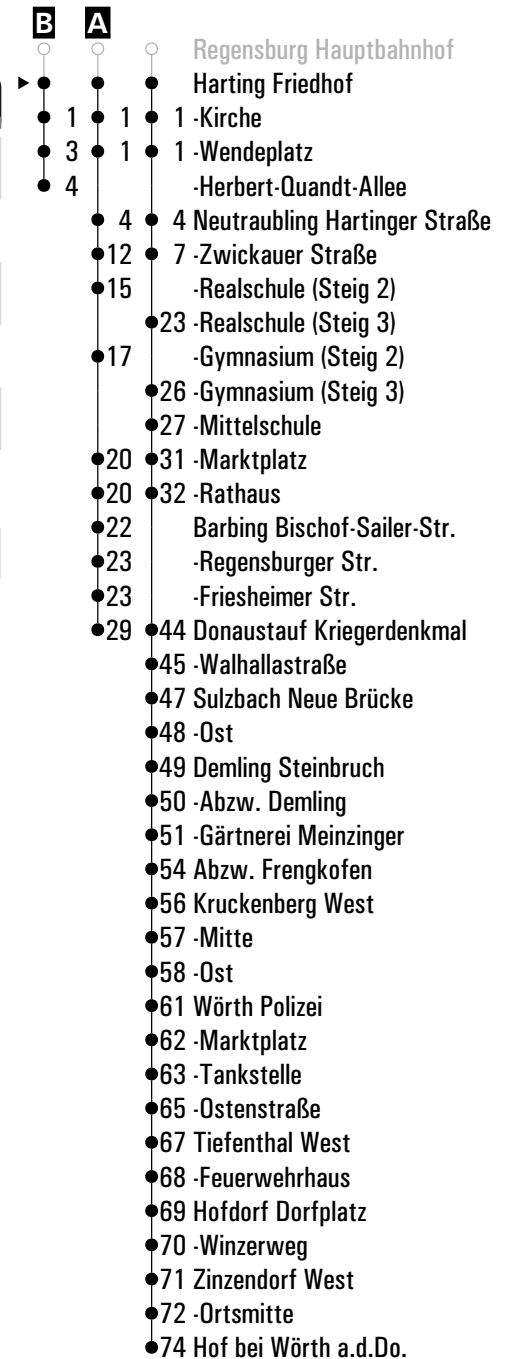 B A
Regensburg Hauptbahnhof
Harting Friedhof
1 1 1 -Kirche
3 1 1 -Wendeplatz
4 -Herbert-Quandt-Allee
4 4 Neutraubling Hartinger Straße
12 7 -Zwickauer Straße
15 -Realschule (Steig 2)
23 -Realschule (Steig 3)
17 -Gymnasium (Steig 2)
26 -Gymnasium (Steig 3)
27 -Mittelschule
20 31 -Marktplatz
20 32 -Rathaus
22 Barbing Bischof-Sailer-Str.
23 -Regensburger Str.
23 -Friesheimer Str.
29 44 Donaustauf Kriegerdenkmal
45 -Walhallastraße
47 Sulzbach Neue Brücke
48 -Ost
49 Demling Steinbruch
50 -Abzw. Demling
51 -Gärtnerei Meinzinger
54 Abzw. Frengkofen
56 Kruckenberg West
57 -Mitte
58 -Ost
61 Wörth Polizei
62 -Marktplatz
63 -Tankstelle
65 -Ostenstraße
67 Tiefenthal West
68 -Feuerwehrhaus
69 Hofdorf Dorfplatz
70 -Winzerweg
71 Zinzendorf West
72 -Ortsmitte
74 Hof bei Wörth a.d.Do.